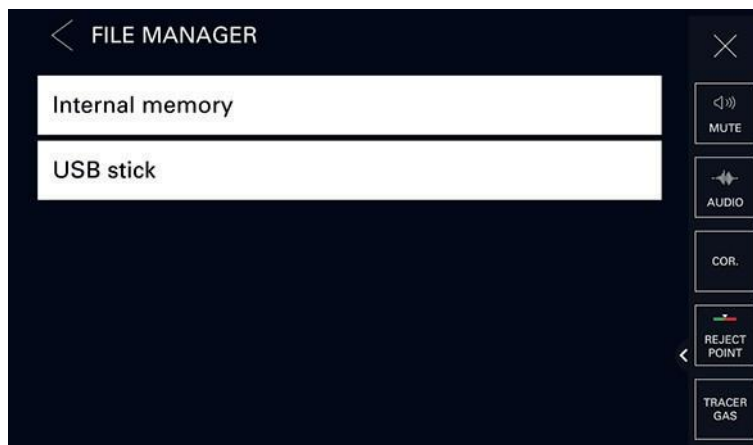 FILE MANAGER
Internal memory
USB stick
MUTE
AUDIO
COR.
REJECT
POINT
TRACER
GAS